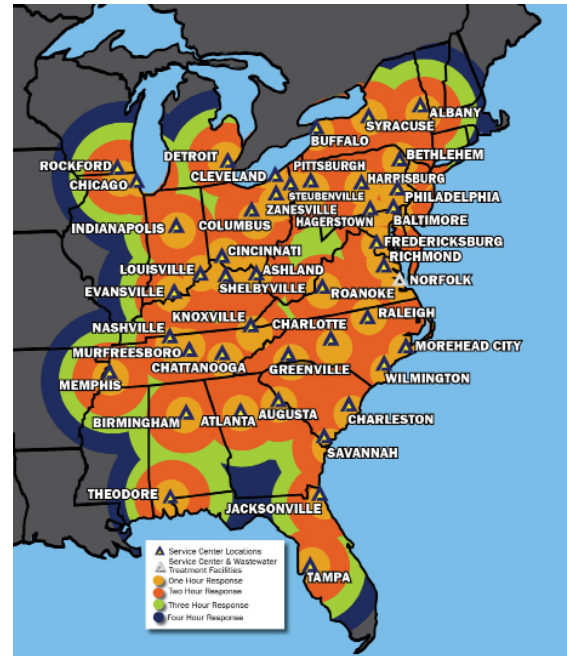 ALBANY
SYRACUSE
BUFFALO
DETROIT
CLEVELAND
PITTSBURGH
BETHLEHEM
ROCKFORD
CHICAGO
HARRISPBURG
STEUBENVILLE
PHILADELPHIA
ZANESVILLE
COLUMBUS
HAGERSTOWN
BALTIMORE
INDIANAPOLIS
FREDERICKSBURG
CINCINNATI
RICHMOND
LOUISVILLE
ASHLAND
NORFOLK
EVANSVILLE
SHELBYVILLE
ROANOKE
KNOXVILLE
RALEIGH
NASHVILLE
CHARLOTTE
MURFREESBORO
MOREHEAD CITY
CHATTANOOGA
GREENVILLE
WILMINGTON
MEMPHIS
BIRMINGHAM
ATLANTA
AUGUSTA
CHARLESTON
SAVANNAH
THEODORE
JACKSONVILLE
TAMPA
Service Center Locations
Service Center & Wastewater
Treatment Facilities
One Hour Response
Two Hour Response
Three Hour Response
Four Hour Response